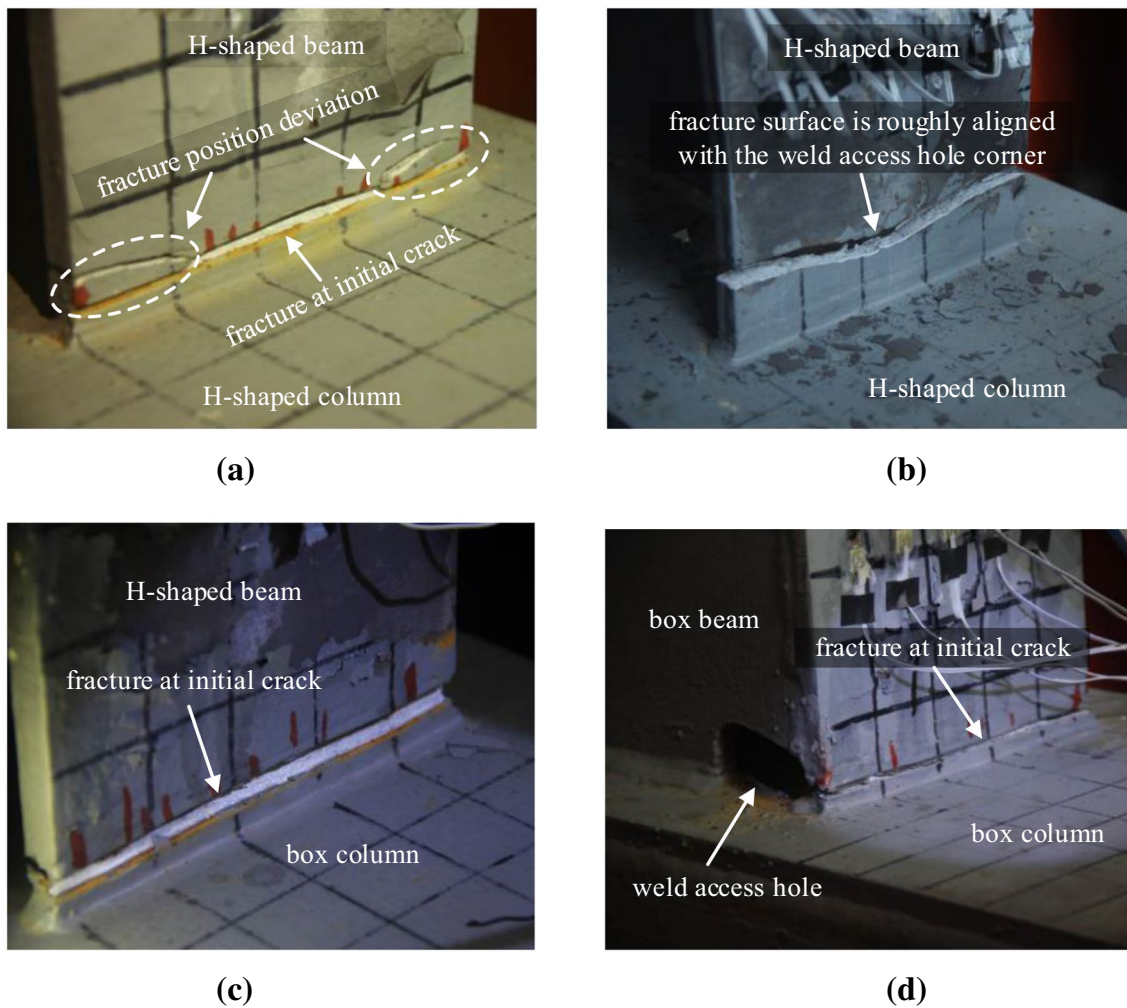 H-shaped beam
fracture position deviation
fracture at initial crack
H-shaped column
(a)
H-shaped beam
fracture surface is roughly aligned
with the weld access hole corner
H-shaped column
(b)
H-shaped beam
fracture at initial crack
box column
(c)
box beam
fracture at initial crack
box column
weld access hole
(d)